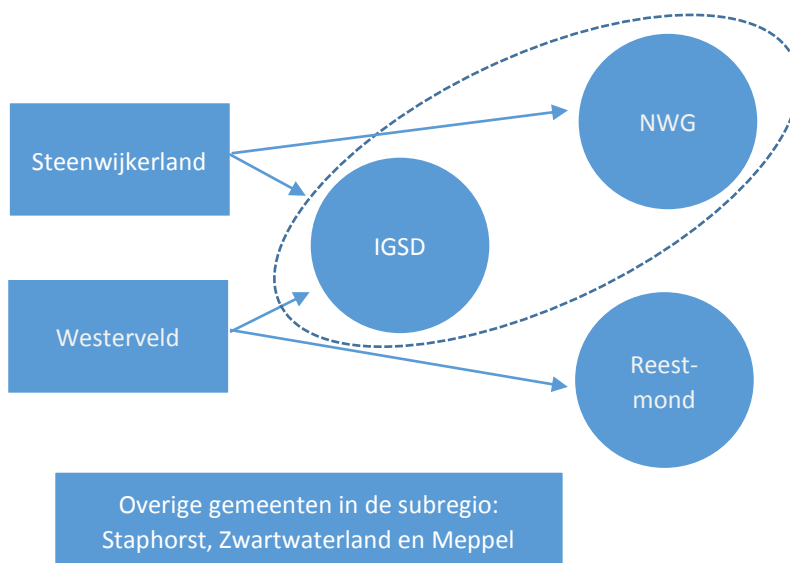 NWG
Steenwijkerland
IGSD
Westerveld
Reest-
mond
Overige gemeenten in de subregio:
Staphorst, Zwartwaterland en Meppel